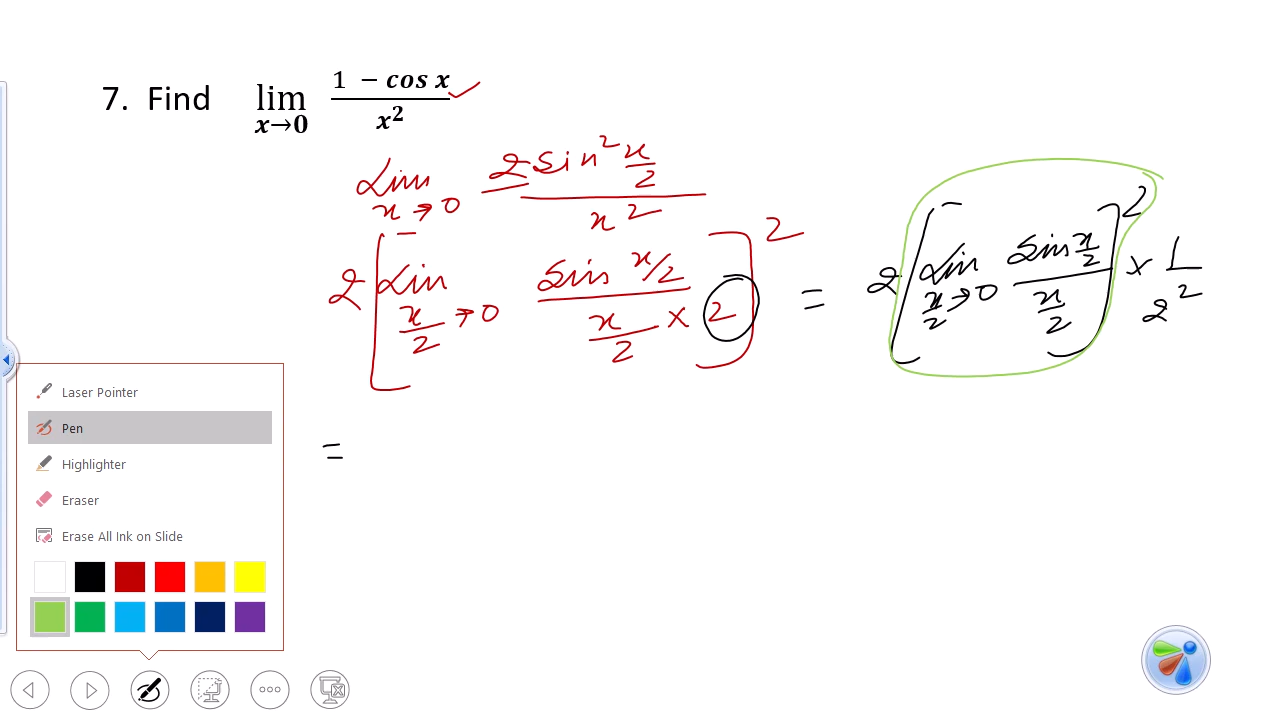 7. Find lim x→0 (1 − cos x)/x²
Lim x→0 (2 sin² x/2)/x²
2[Lim x/2→0 (sin x/2)/(x/2 × 2)]² = 2[Lim x/2→0 (sin x/2)/(x/2)]² × 1/2²
=
Laser Pointer
Pen
Highlighter
Eraser
Erase All Ink on Slide